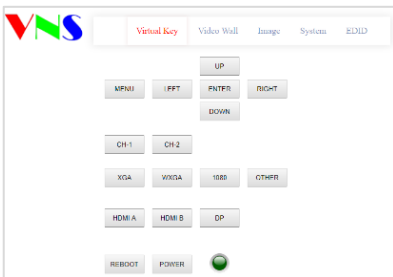 VNS
Virtual Key Video Wall Image System EDID
UP
MENU LEFT ENTER RIGHT
DOWN
CH-1 CH-2
XGA WXGA 1080 OTHER
HDMI A HDMI B DP
REBOOT POWER